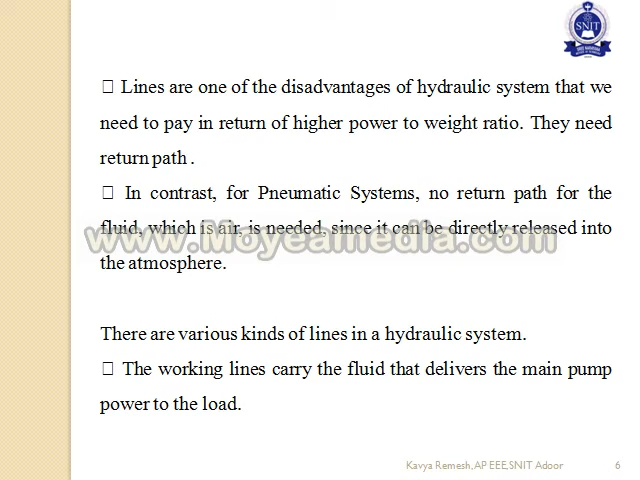 SNIT
Lines are one of the disadvantages of hydraulic system that we
need to pay in return of higher power to weight ratio. They need
return path .
In contrast, for Pneumatic Systems, no return path for the
fluid, which is air, is needed, since it can be directly released into
www.Moyeamedia.com
the atmosphere.
There are various kinds of lines in a hydraulic system.
The working lines carry the fluid that delivers the main pump
power to the load.
Kavya Remesh,AP EEE,SNIT Adoor 6